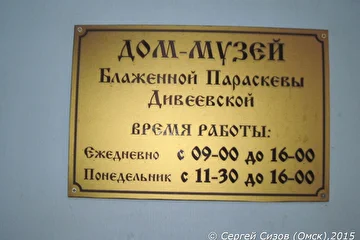 ДОМ-МУЗЕЙ
Блаженной Параскевы
Дивеевской
ВРЕМЯ РАБОТЫ:
Ежедневно с 09-00 до 16-00
Понедельник с 11-30 до 16-00
© Сергей Сизов (Омск),2015